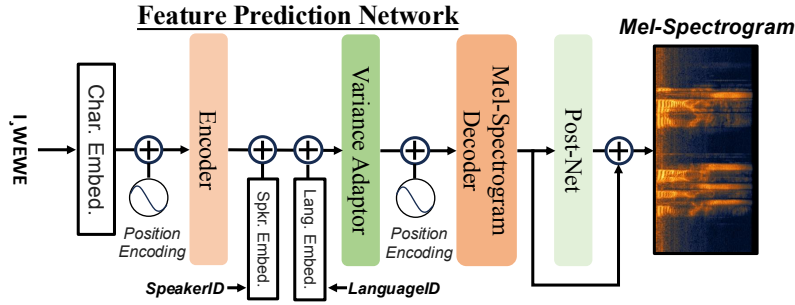 Feature Prediction Network
Mel-Spectrogram
I,WEWE
Char. Embed.
Position
Encoding
Encoder
Spkr. Embed.
Lang. Embed.
SpeakerID
LanguageID
Variance Adaptor
Position
Encoding
Mel-Spectrogram
Decoder
Post-Net